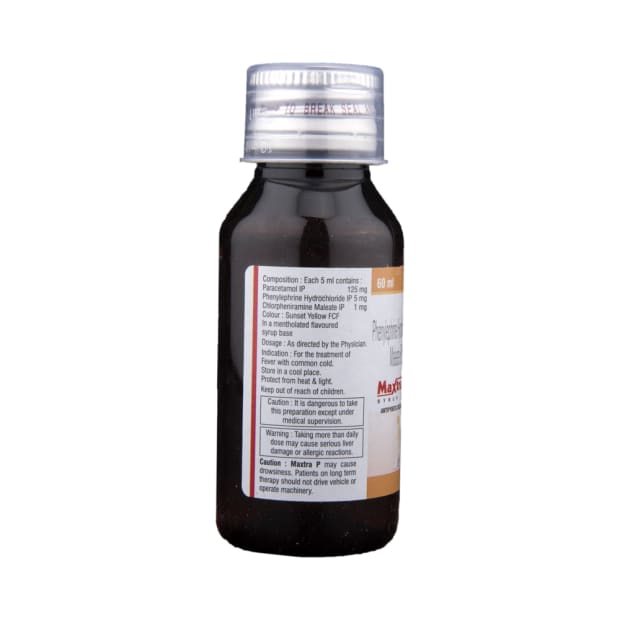 TO BREAK SEAL
Composition : Each 5 ml contains :
Paracetamol IP 125 mg
Phenylephrine Hydrochloride IP 5 mg
Chlorpheniramine Maleate IP 1 mg
Colour : Sunset Yellow FCF
In a mentholated flavoured
syrup base
Dosage : As directed by the Physician.
Indication : For the treatment of
Fever with common cold.
Store in a cool place.
Protect from heat & light.
Keep out of reach of children.
Caution : It is dangerous to take
this preparation except under
medical supervision.
Warning : Taking more than daily
dose may cause serious liver
damage or allergic reactions.
Caution : Maxtra P may cause
drowsiness. Patients on long term
therapy should not drive vehicle or
operate machinery.
60 ml